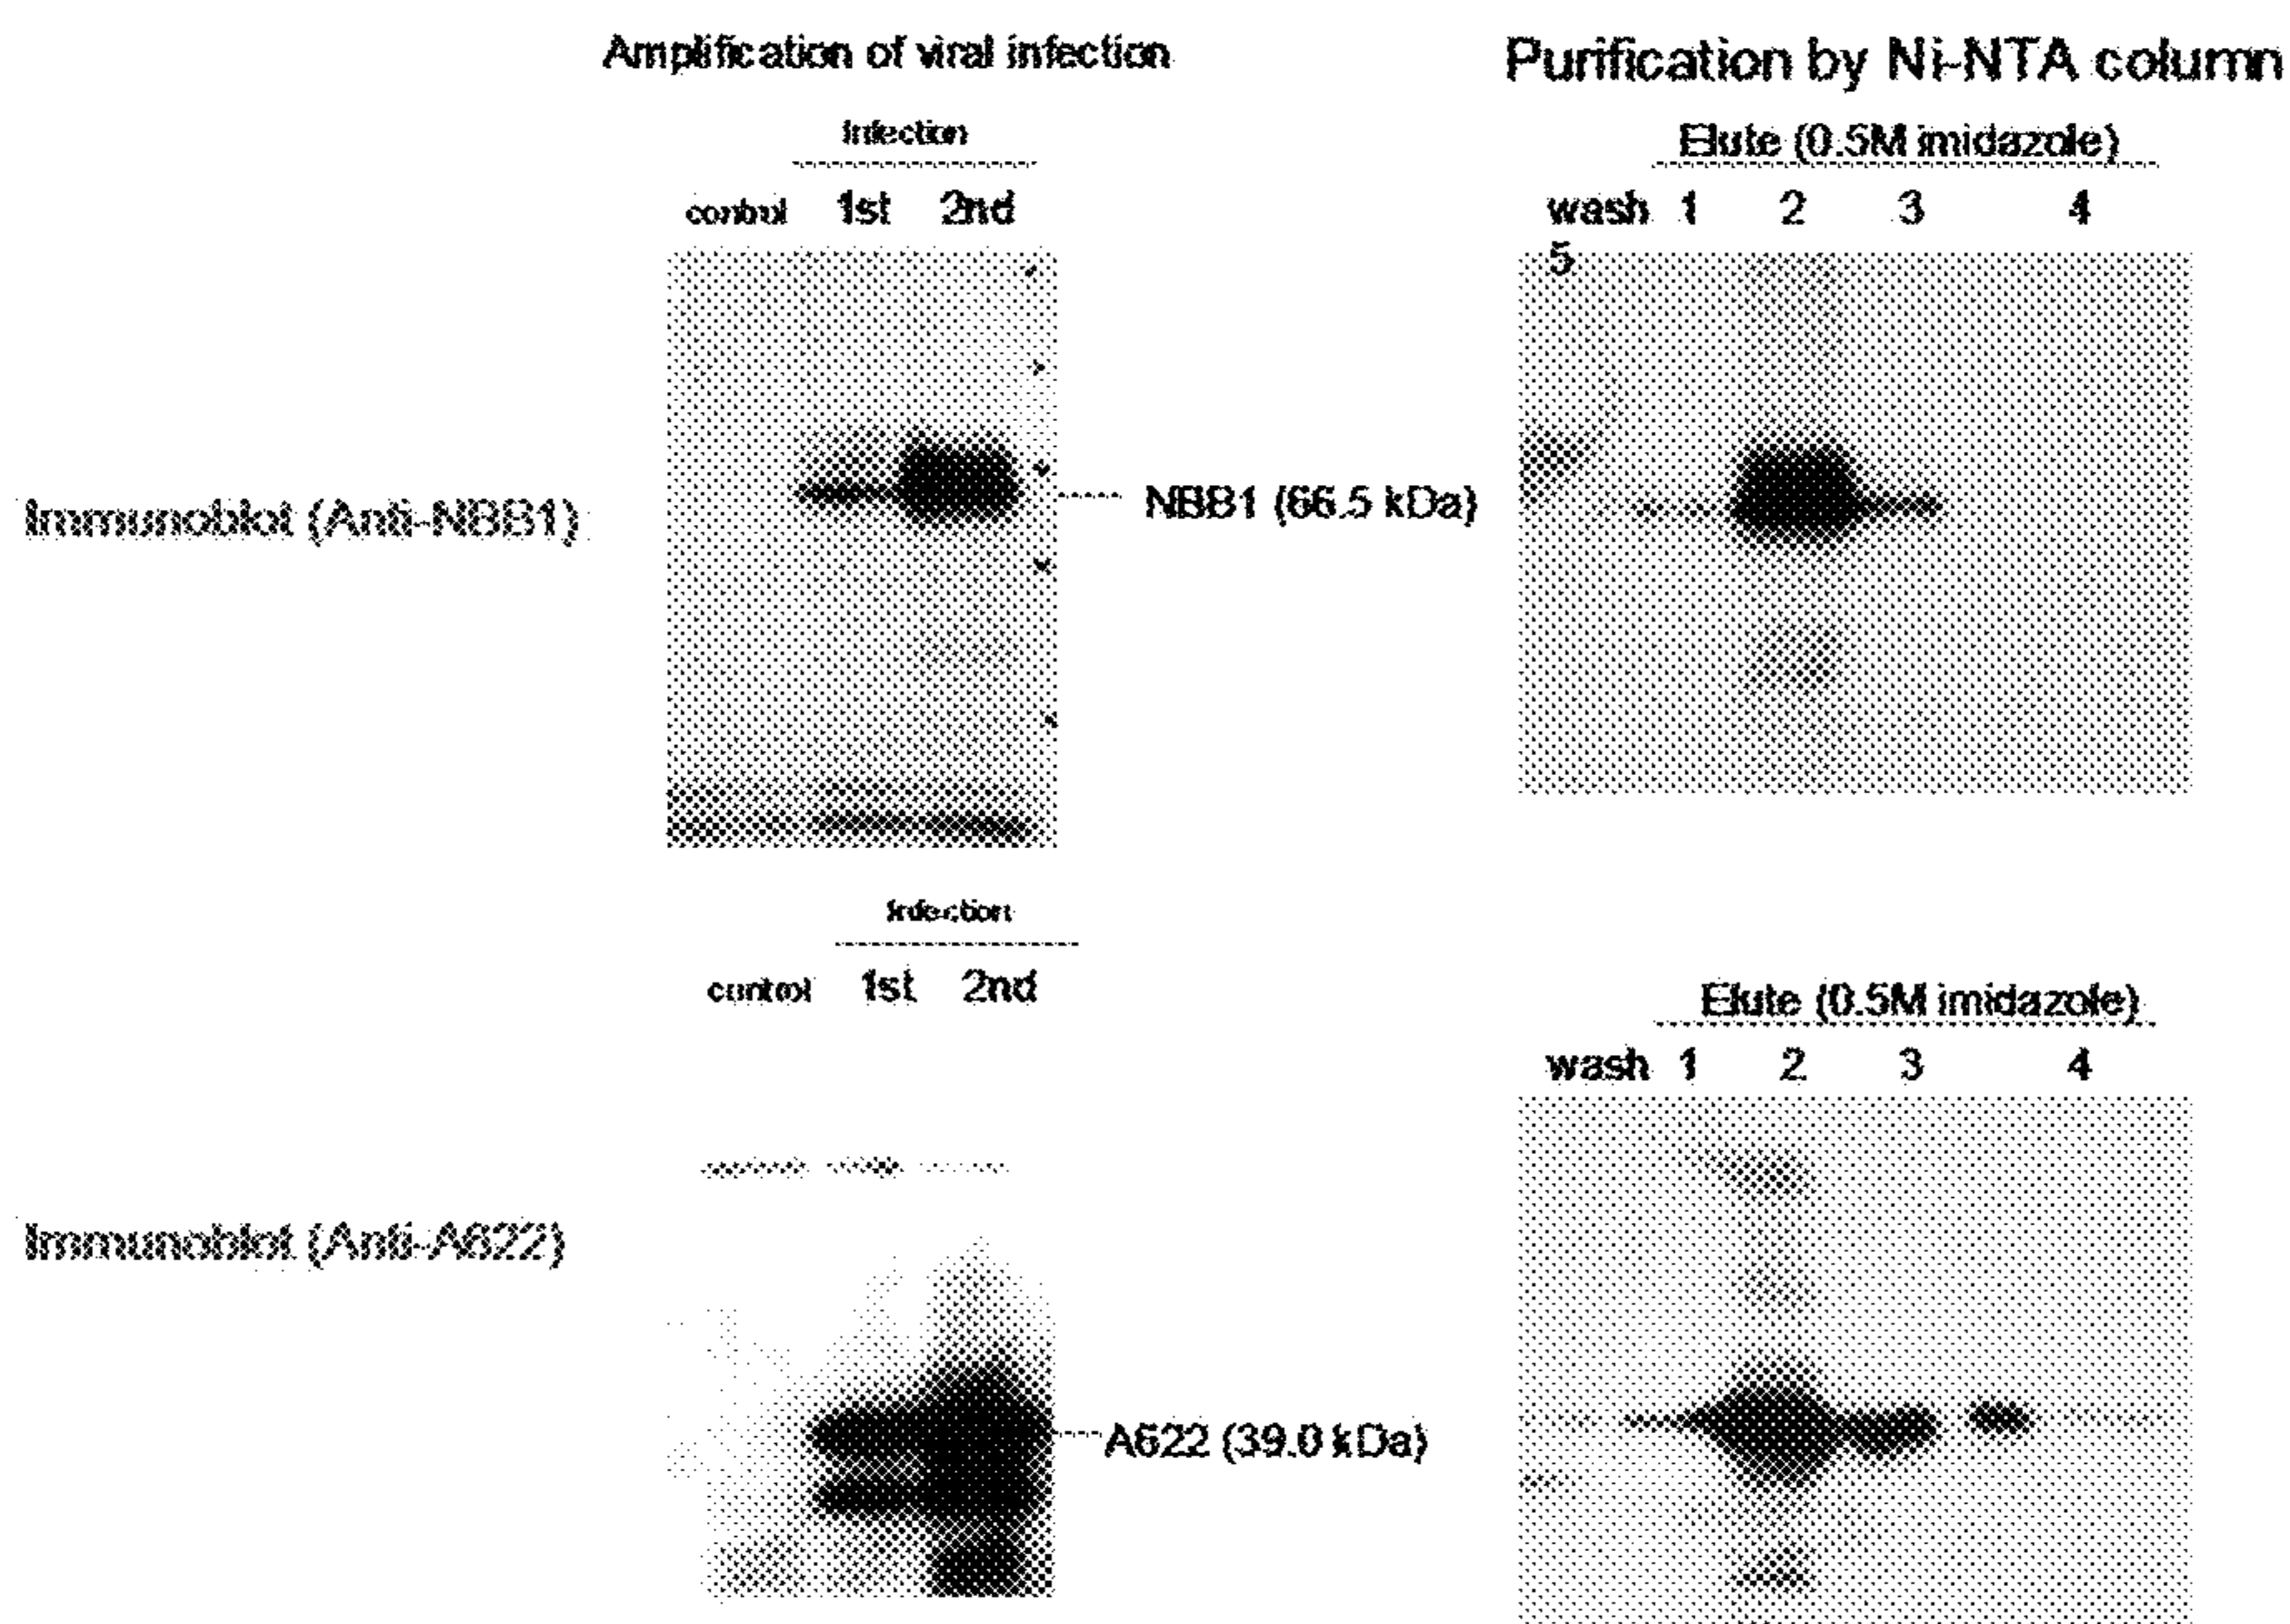 Amplification of viral infection
Purification by Ni-NTA column
Infection
control 1st 2nd
Elute (0.5M imidazole)
wash 1 2 3 4
5
Immunoblot (Anti-NBB1)
NBB1 (66.5 kDa)
Infection
control 1st 2nd
Elute (0.5M imidazole)
wash 1 2 3 4
Immunoblot (Anti-A622)
A622 (39.0 kDa)